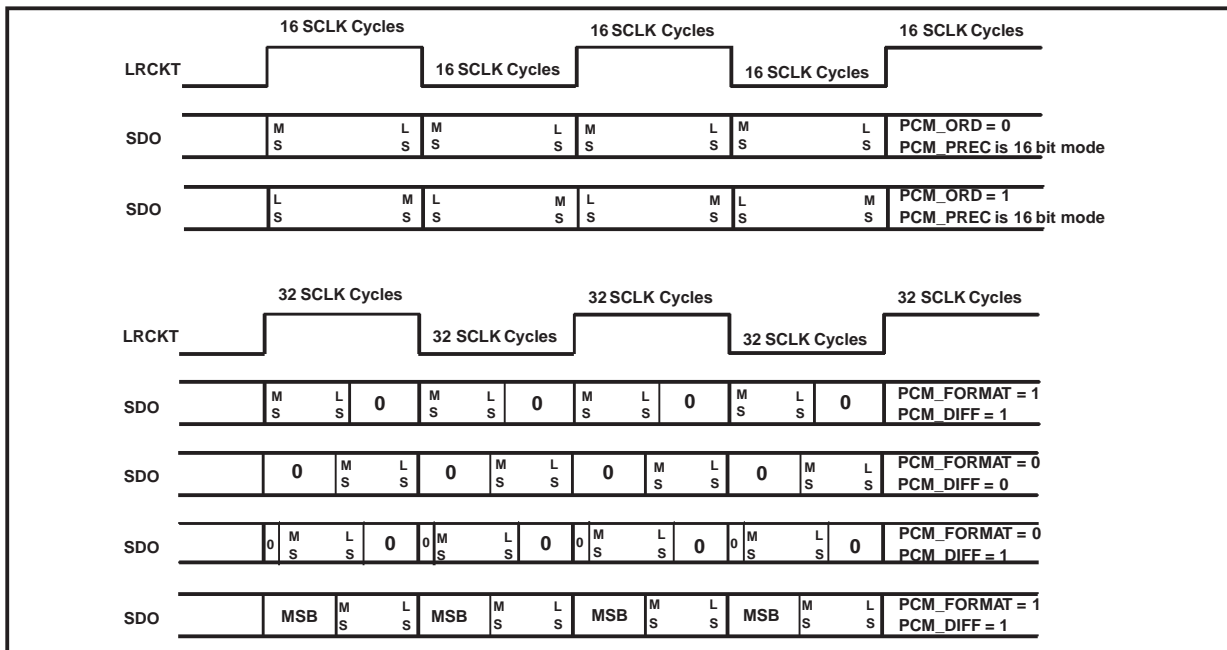 16 SCLK Cycles 16 SCLK Cycles 16 SCLK Cycles
LRCKT 16 SCLK Cycles 16 SCLK Cycles
SDO M L M L M L M L PCM_ORD = 0
S S S S S S S S PCM_PREC is 16 bit mode
SDO L M L M L M L M PCM_ORD = 1
S S S S S S S S PCM_PREC is 16 bit mode
32 SCLK Cycles 32 SCLK Cycles 32 SCLK Cycles
LRCKT 32 SCLK Cycles 32 SCLK Cycles
SDO M L 0 M L 0 M L 0 M L 0 PCM_FORMAT = 1
S S S S S S S S PCM_DIFF = 1
SDO 0 M L 0 M L 0 M L 0 M L PCM_FORMAT = 0
S S S S S S S S PCM_DIFF = 0
SDO 0 M L 0 0 M L 0 0 M L 0 0 M L 0 PCM_FORMAT = 0
S S S S S S S S PCM_DIFF = 1
SDO MSB M L MSB M L MSB M L MSB M L PCM_FORMAT = 1
S S S S S S S S PCM_DIFF = 1